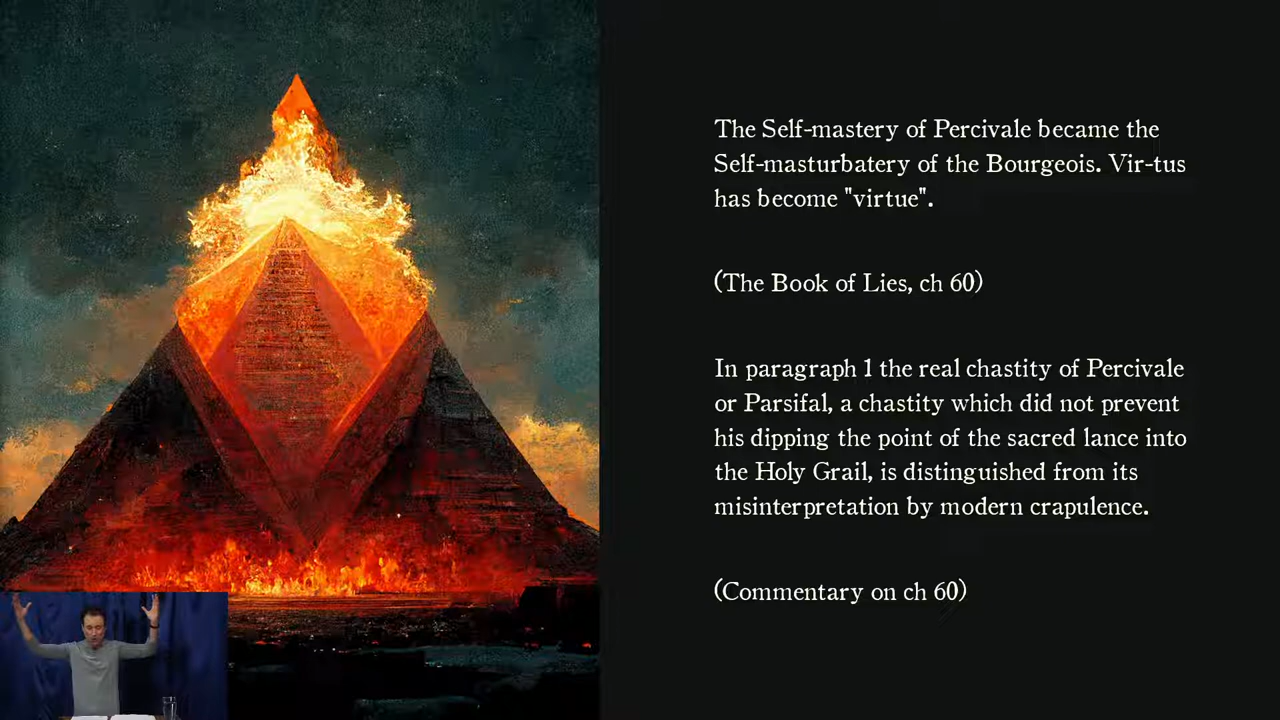 The Self-mastery of Percivale became the
Self-masturbatery of the Bourgeois. Vir-tus
has become "virtue".
(The Book of Lies, ch 60)
In paragraph 1 the real chastity of Percivale
or Parsifal, a chastity which did not prevent
his dipping the point of the sacred lance into
the Holy Grail, is distinguished from its
misinterpretation by modern crapulence.
(Commentary on ch 60)